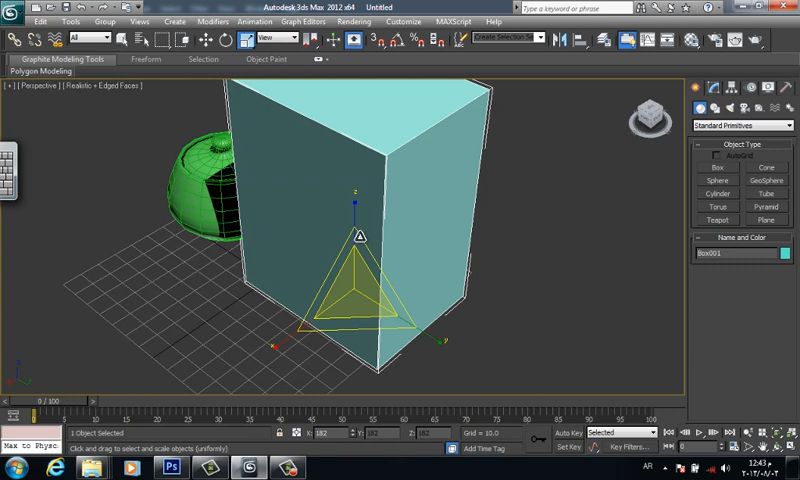 Autodesk 3ds Max 2012 x64 Untitled
Type a keyword or phrase
Edit Tools Group Views Create Modifiers Animation Graph Editors Rendering Customize MAXScript Help
All View Create Selection Se
Graphite Modeling Tools Freeform Selection Object Paint
Polygon Modeling
[ + ] [ Perspective ] [ Realistic + Edged Faces ]
Standard Primitives
Object Type
AutoGrid
Box Cone
Sphere GeoSphere
Cylinder Tube
Torus Pyramid
Teapot Plane
Name and Color
Box001
z
x
y
z
0 / 100
0 5 10 15 20 25 30 35 40 45 50 55 60 65 70 75 80 85 90 95 100
1 Object Selected X: 182 Y: 182 Z: 182 Grid = 10.0 Auto Key Selected
Max to Physc. Click and drag to select and scale objects (uniformly) Add Time Tag Set Key Key Filters... 0
AR
12:43 م
٢٠١٢/٠٨/٠٢